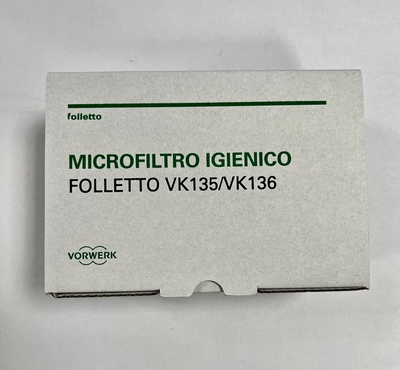 folletto
MICROFILTRO IGIENICO
FOLLETTO VK135/VK136
VORWERK